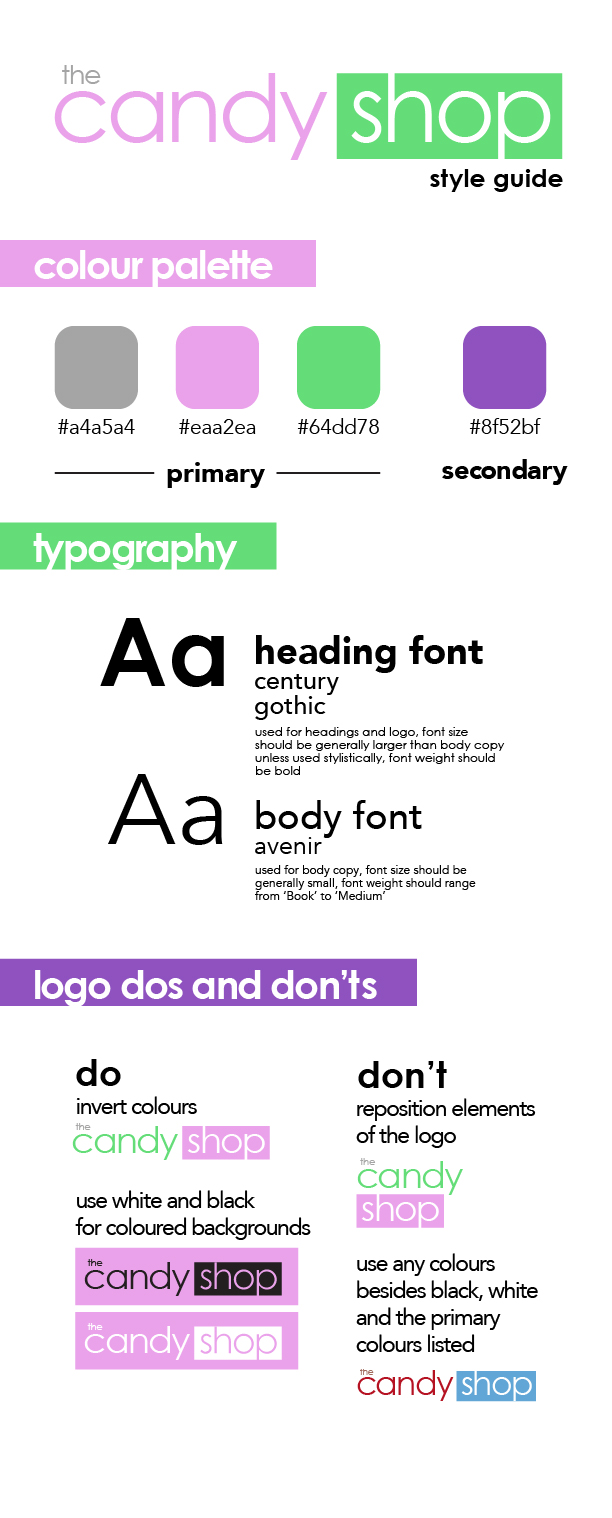 the
candy shop
style guide
colour palette
#a4a5a4 #eaa2ea #64dd78 #8f52bf
primary secondary
typography
Aa
heading font
century
gothic
used for headings and logo, font size
should be generally larger than body copy
unless used stylistically, font weight should
be bold
Aa
body font
avenir
used for body copy, font size should be
generally small, font weight should range
from ‘Book’ to ‘Medium’
logo dos and don’ts
do
invert colours
the
candy shop
use white and black
for coloured backgrounds
the
candy shop
the
candy shop
don’t
reposition elements
of the logo
the
candy
shop
use any colours
besides black, white
and the primary
colours listed
the
candy shop